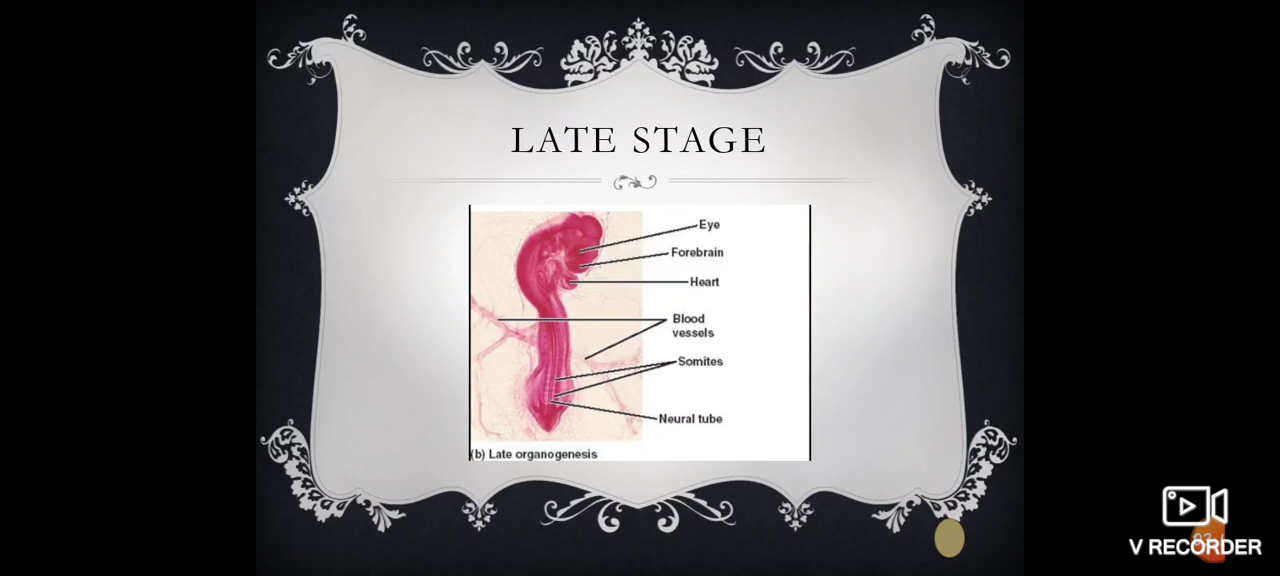 LATE STAGE
Eye
Forebrain
Heart
Blood
vessels
Somites
Neural tube
(b) Late organogenesis
V RECORDER